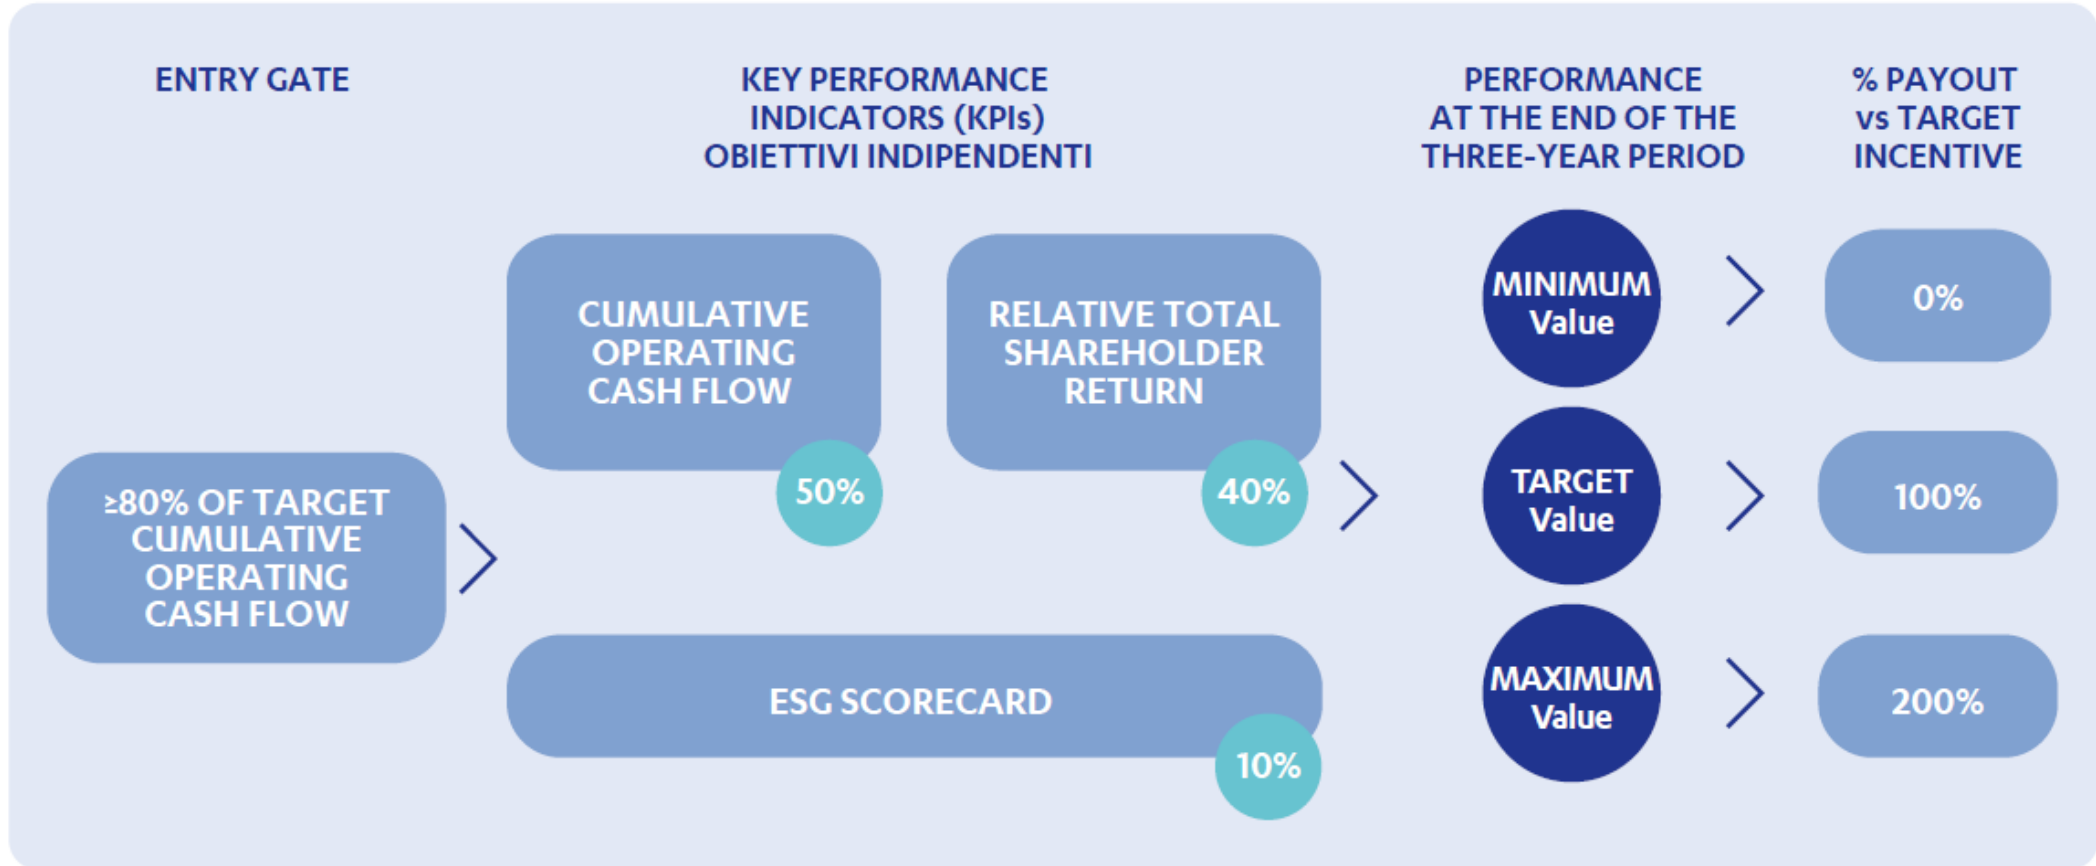 ENTRY GATE
KEY PERFORMANCE
INDICATORS (KPIs)
OBIETTIVI INDIPENDENTI
PERFORMANCE
AT THE END OF THE
THREE-YEAR PERIOD
% PAYOUT
vs TARGET
INCENTIVE
≥80% OF TARGET
CUMULATIVE
OPERATING
CASH FLOW
CUMULATIVE
OPERATING
CASH FLOW
50%
RELATIVE TOTAL
SHAREHOLDER
RETURN
40%
ESG SCORECARD
10%
MINIMUM
Value
0%
TARGET
Value
100%
MAXIMUM
Value
200%